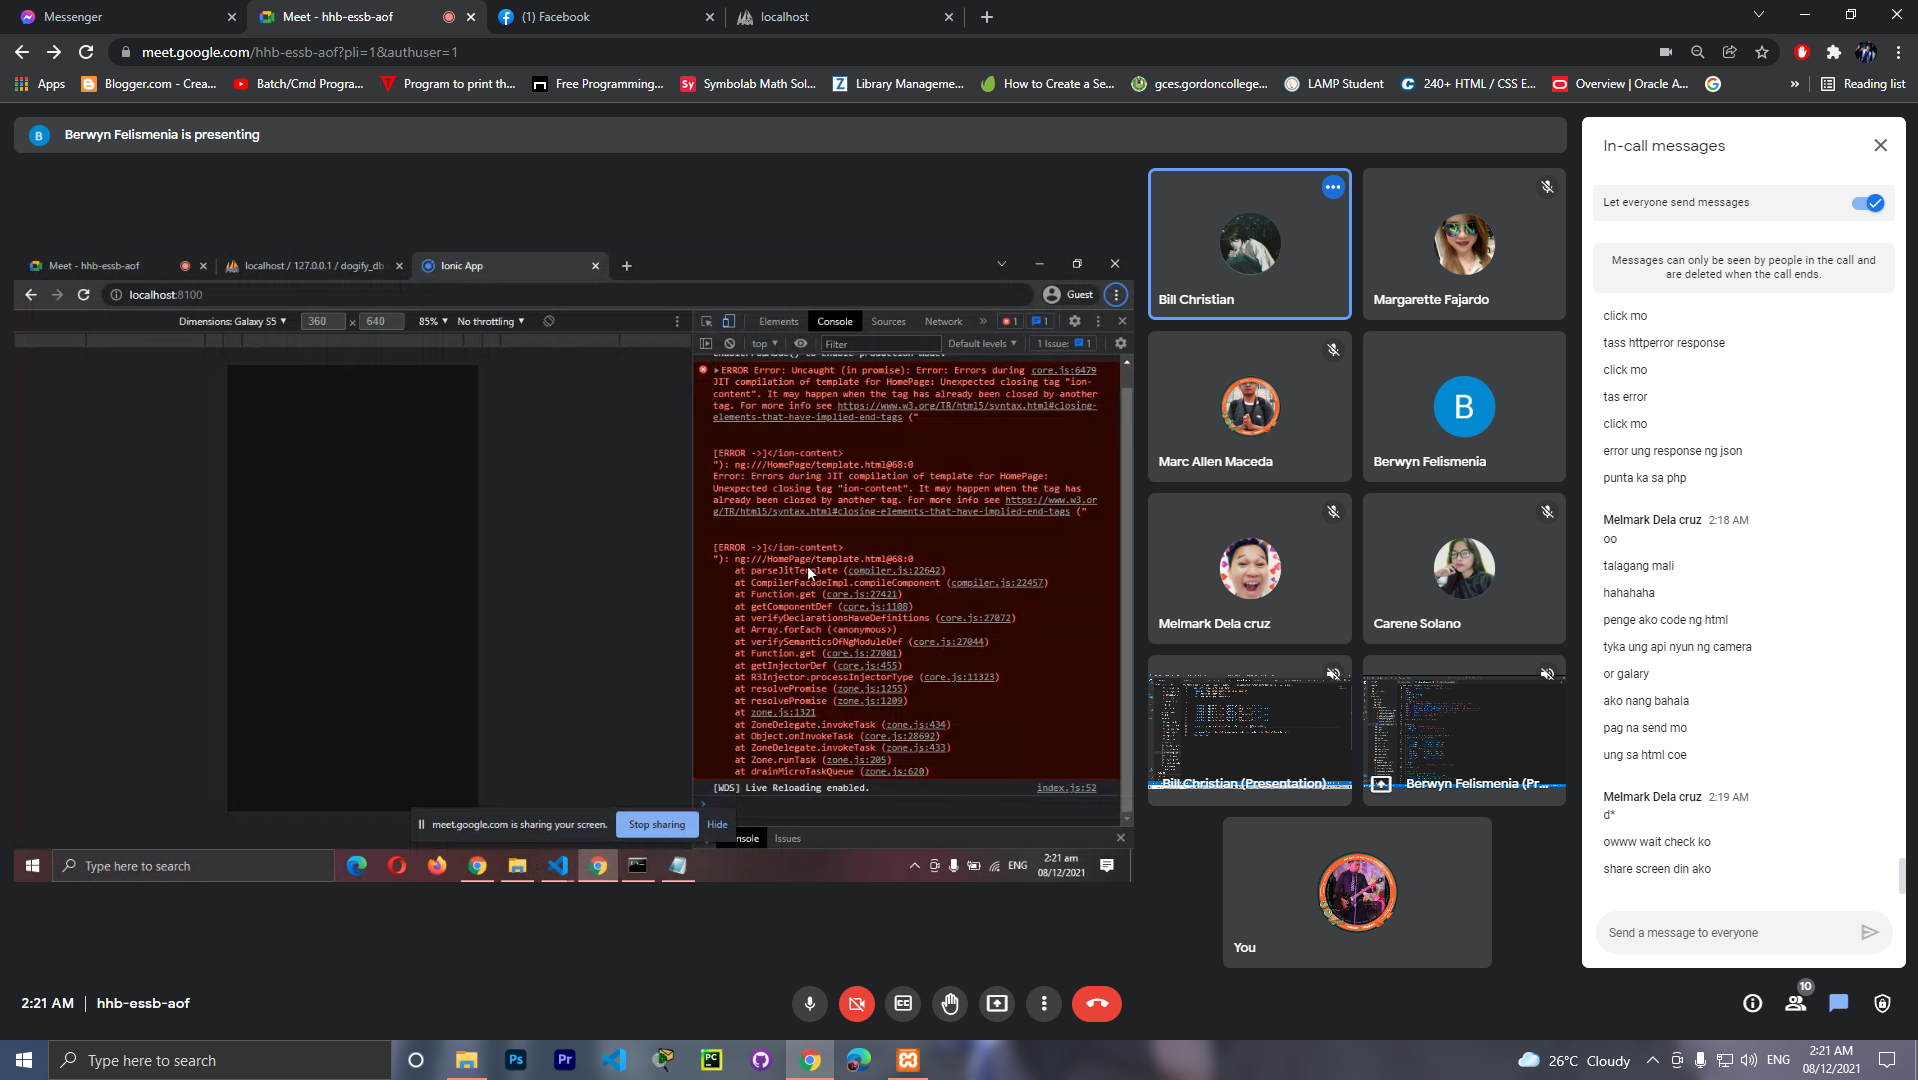 Messenger
Meet - hhb-essb-aof
(1) Facebook
localhost
meet.google.com/hhb-essb-aof?pli=1&authuser=1
Apps
Blogger.com - Crea...
Batch/Cmd Progra...
Program to print th...
Free Programming...
Sy
Symbolab Math Sol...
Z
Library Manageme...
How to Create a Se...
gces.gordoncollege...
LAMP Student
240+ HTML / CSS E...
Overview | Oracle A...
Reading list
B
Berwyn Felismenia is presenting
Meet - hhb-essb-aof
localhost / 127.0.0.1 / dogify_db
Ionic App
localhost:8100
Guest
Dimensions: Galaxy S5
360 x 640
85%
No throttling
Elements
Console
Sources
Network
1
1
top
Filter
Default levels
1 Issue:
1
ERROR Error: Uncaught (in promise): Error: Errors during core.js:6479
JIT compilation of template for HomePage: Unexpected closing tag "ion-
content". It may happen when the tag has already been closed by another
tag. For more info see https://www.w3.org/TR/html5/syntax.html#closing-
elements-that-have-implied-end-tags ("
[ERROR ->]</ion-content>
"): ng:///HomePage/template.html@68:0
Error: Errors during JIT compilation of template for HomePage:
Unexpected closing tag "ion-content". It may happen when the tag has
already been closed by another tag. For more info see https://www.w3.or
g/TR/html5/syntax.html#closing-elements-that-have-implied-end-tags ("
[ERROR ->]</ion-content>
"): ng:///HomePage/template.html@68:0
at parseJitTemplate (compiler.js:22642)
at CompilerFacadeImpl.compileComponent (compiler.js:22457)
at Function.get (core.js:27421)
at getComponentDef (core.js:1108)
at verifyDeclarationsHaveDefinitions (core.js:27072)
at Array.forEach (<anonymous>)
at verifySemanticsOfNgModuleDef (core.js:27044)
at Function.get (core.js:27001)
at getInjectorDef (core.js:455)
at R3Injector.processInjectorType (core.js:11323)
at resolvePromise (zone.js:1255)
at resolvePromise (zone.js:1209)
at zone.js:1321
at ZoneDelegate.invokeTask (zone.js:434)
at Object.onInvokeTask (core.js:28692)
at ZoneDelegate.invokeTask (zone.js:433)
at Zone.runTask (zone.js:205)
at drainMicroTaskQueue (zone.js:620)
[WDS] Live Reloading enabled. index.js:52
meet.google.com is sharing your screen.
Stop sharing
Hide
Issues
Type here to search
ENG
2:21 am
08/12/2021
Bill Christian
Margarette Fajardo
Marc Allen Maceda
B
Berwyn Felismenia
Melmark Dela cruz
Carene Solano
Bill Christian (Presentation)
Berwyn Felismenia (Pr...
You
In-call messages
Let everyone send messages
Messages can only be seen by people in the call and
are deleted when the call ends.
click mo
tass httperror response
click mo
tas error
click mo
error ung response ng json
punta ka sa php
Melmark Dela cruz 2:18 AM
oo
talagang mali
hahahaha
penge ako code ng html
tyka ung api nyun ng camera
or galary
ako nang bahala
pag na send mo
ung sa html coe
Melmark Dela cruz 2:19 AM
d*
owww wait check ko
share screen din ako
Send a message to everyone
2:21 AM | hhb-essb-aof
10
Type here to search
Ps
Pr
PC
26°C Cloudy
ENG
2:21 AM
08/12/2021